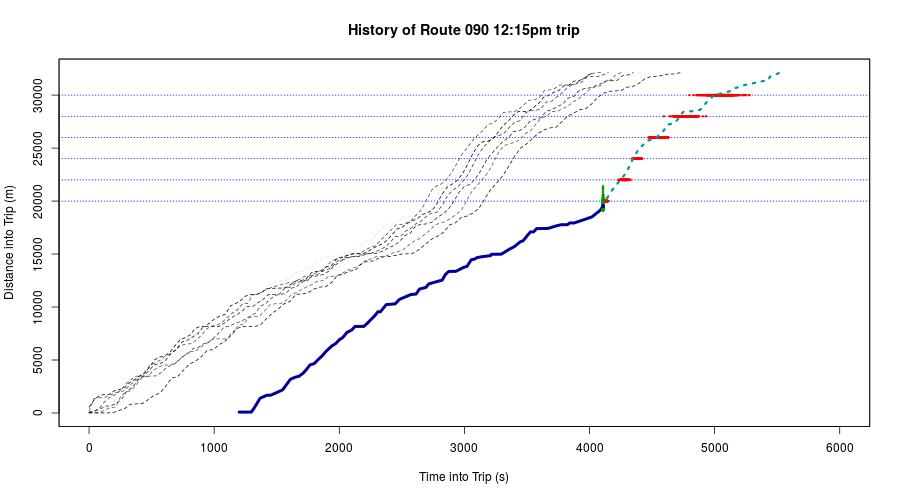 History of Route 090 12:15pm trip
Distance into Trip (m)
30000
25000
20000
15000
10000
5000
0
0 1000 2000 3000 4000 5000 6000
Time into Trip (s)